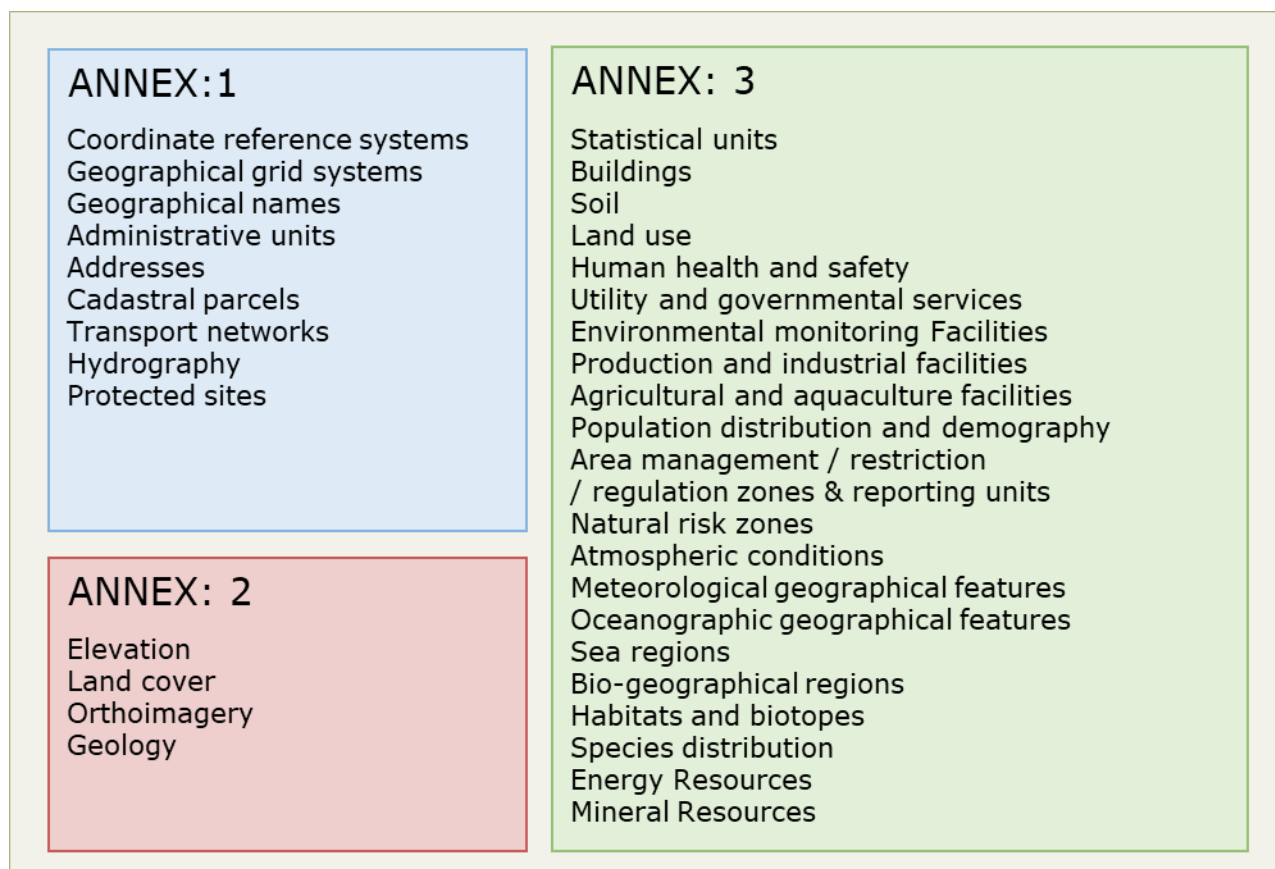 ANNEX:1
Coordinate reference systems
Geographical grid systems
Geographical names
Administrative units
Addresses
Cadastral parcels
Transport networks
Hydrography
Protected sites
ANNEX: 2
Elevation
Land cover
Orthoimagery
Geology
ANNEX: 3
Statistical units
Buildings
Soil
Land use
Human health and safety
Utility and governmental services
Environmental monitoring Facilities
Production and industrial facilities
Agricultural and aquaculture facilities
Population distribution and demography
Area management / restriction
/ regulation zones & reporting units
Natural risk zones
Atmospheric conditions
Meteorological geographical features
Oceanographic geographical features
Sea regions
Bio-geographical regions
Habitats and biotopes
Species distribution
Energy Resources
Mineral Resources